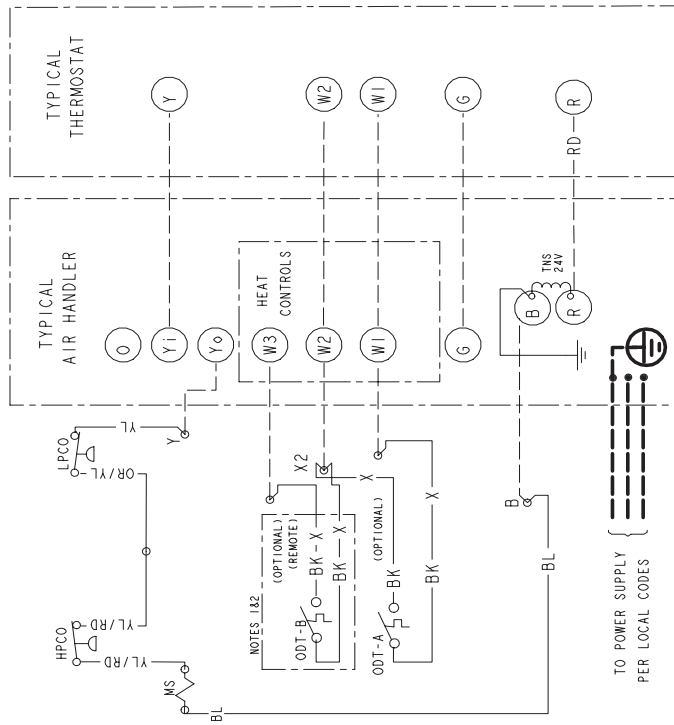 TYPICAL
THERMOSTAT
Y
W2
W1
G
R
RD
TYPICAL
AIR HANDLER
HEAT
CONTROLS
TNS
24V
O
Yi
Yo
W3
W2
W1
G
B
R
LPCO
YL
Y
OR/YL
X2
X
(OPTIONAL)
(REMOTE)
BK-X
BK-X
NOTES 1&2
ODT-B
(OPTIONAL)
X
BK
BK
ODT-A
B
BL
HPCO
YL/RD
YL/RD
MS
BL
TO POWER SUPPLY
PER LOCAL CODES